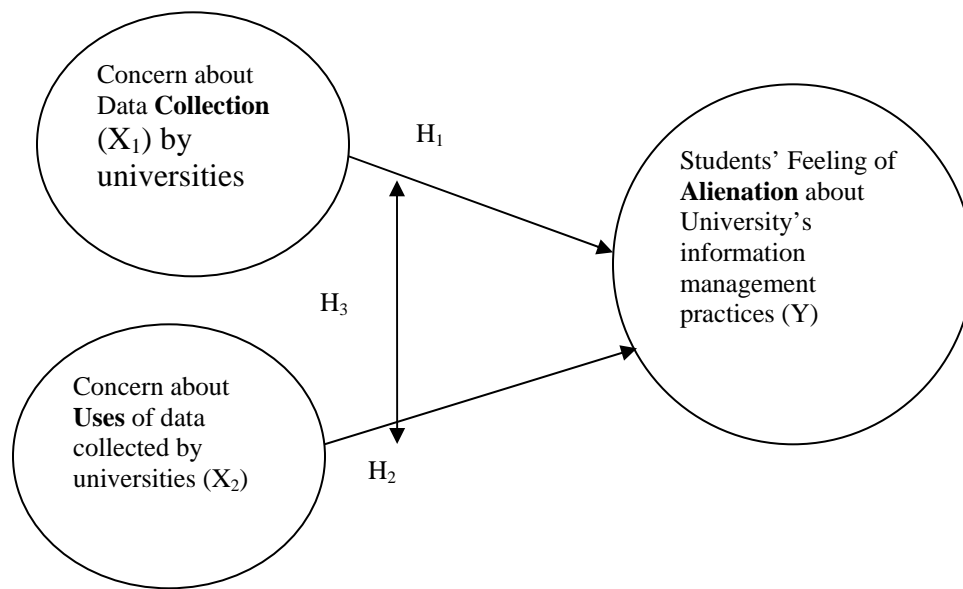 Concern about
Data Collection
(X₁) by
universities
H₁
Students’ Feeling of
Alienation about
University’s
information
management
practices (Y)
H₃
Concern about
Uses of data
collected by
universities (X₂)
H₂